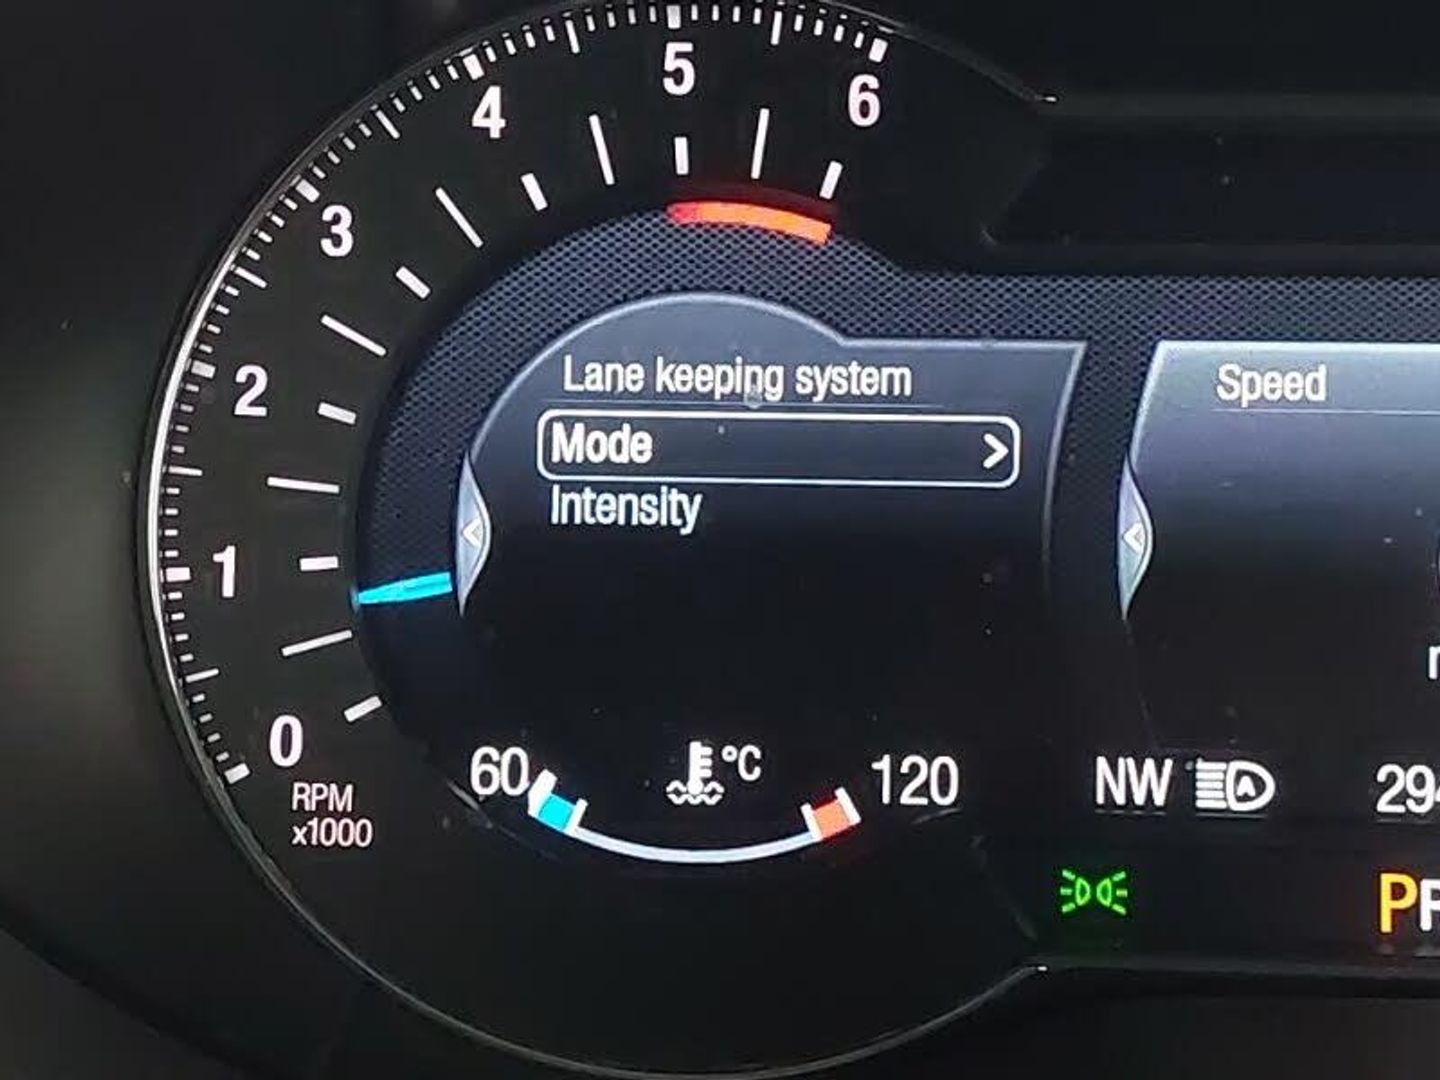 5
6
4
3
2
1
0
RPM
x1000
Lane keeping system
Mode >
Intensity
60 °C 120
Speed
NW
P